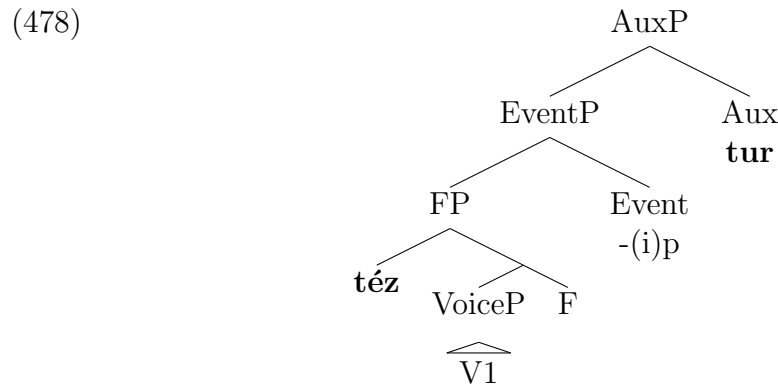 (478)
AuxP
EventP Aux
tur
FP Event
-(i)p
téz
VoiceP F
V1